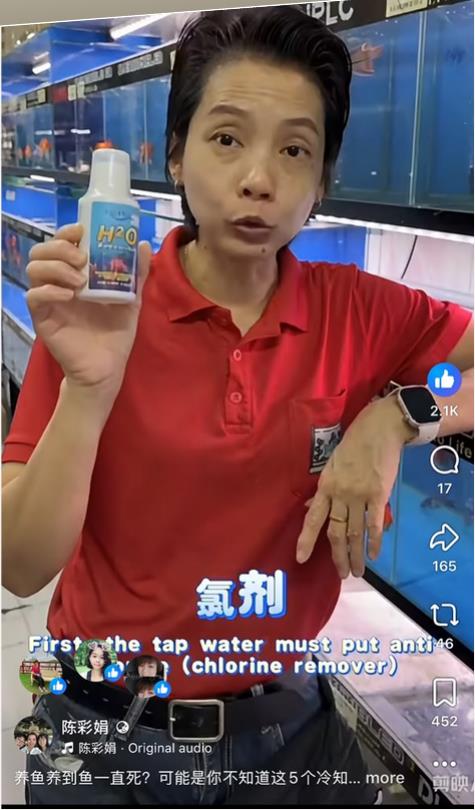 H2O
氯剂
2.1K
17
165
46
452
First, the tap water must put anti-
(chlorine remover)
陈彩娟
陈彩娟 · Original audio
养鱼养到鱼一直死？可能是你不知道这5个冷知... more
剪映